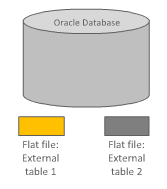 Oracle Database
Flat file:
External
table 1
Flat file:
External
table 2